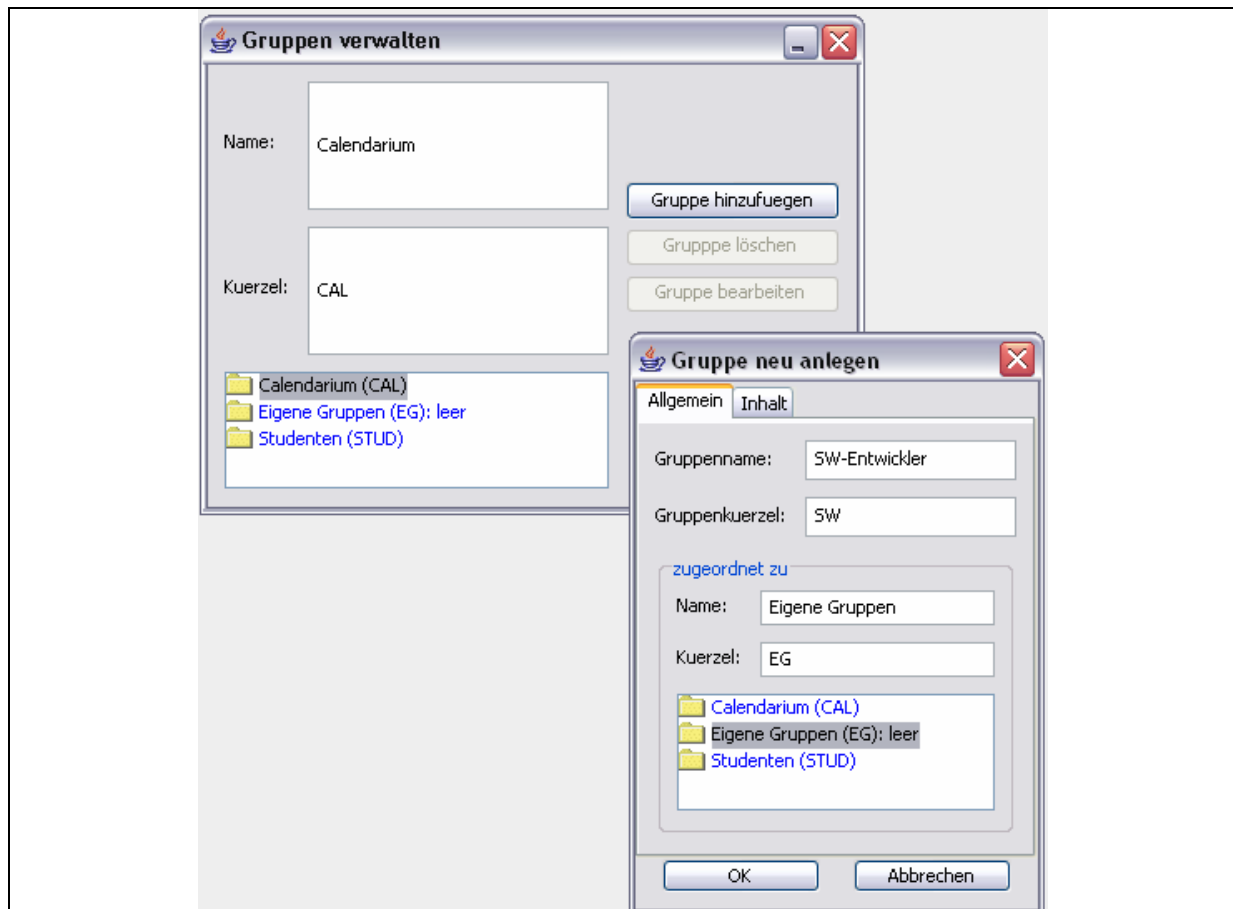 Gruppen verwalten
Name:
Calendarium
Gruppe hinzufuegen
Grupppe löschen
Kuerzel:
CAL
Gruppe bearbeiten
Calendarium (CAL)
Eigene Gruppen (EG): leer
Studenten (STUD)
Gruppe neu anlegen
Allgemein
Inhalt
Gruppenname:
SW-Entwickler
Gruppenkuerzel:
SW
zugeordnet zu
Name:
Eigene Gruppen
Kuerzel:
EG
Calendarium (CAL)
Eigene Gruppen (EG): leer
Studenten (STUD)
OK
Abbrechen